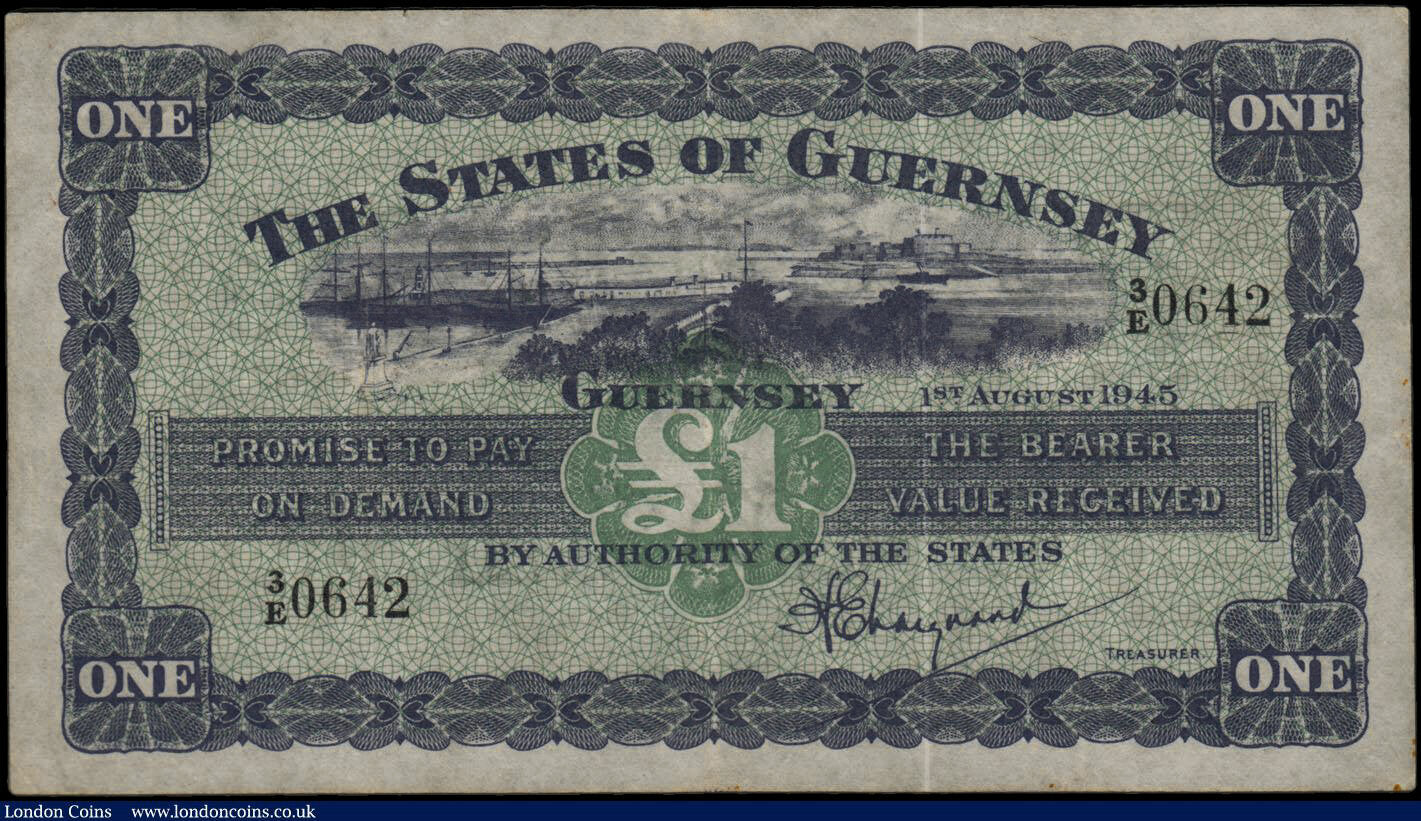 ONE ONE
THE STATES OF GUERNSEY
3/E 0642
GUERNSEY 1ST AUGUST 1945
PROMISE TO PAY £1 THE BEARER
ON DEMAND VALUE RECEIVED
BY AUTHORITY OF THE STATES
3/E 0642
TREASURER
ONE ONE
London Coins www.londoncoins.co.uk